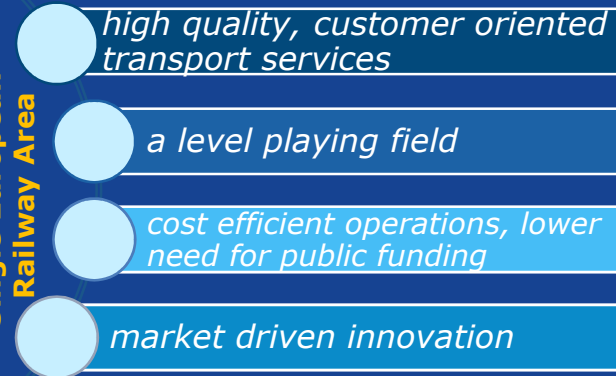 Railway Area
high quality, customer oriented
transport services
a level playing field
cost efficient operations, lower
need for public funding
market driven innovation